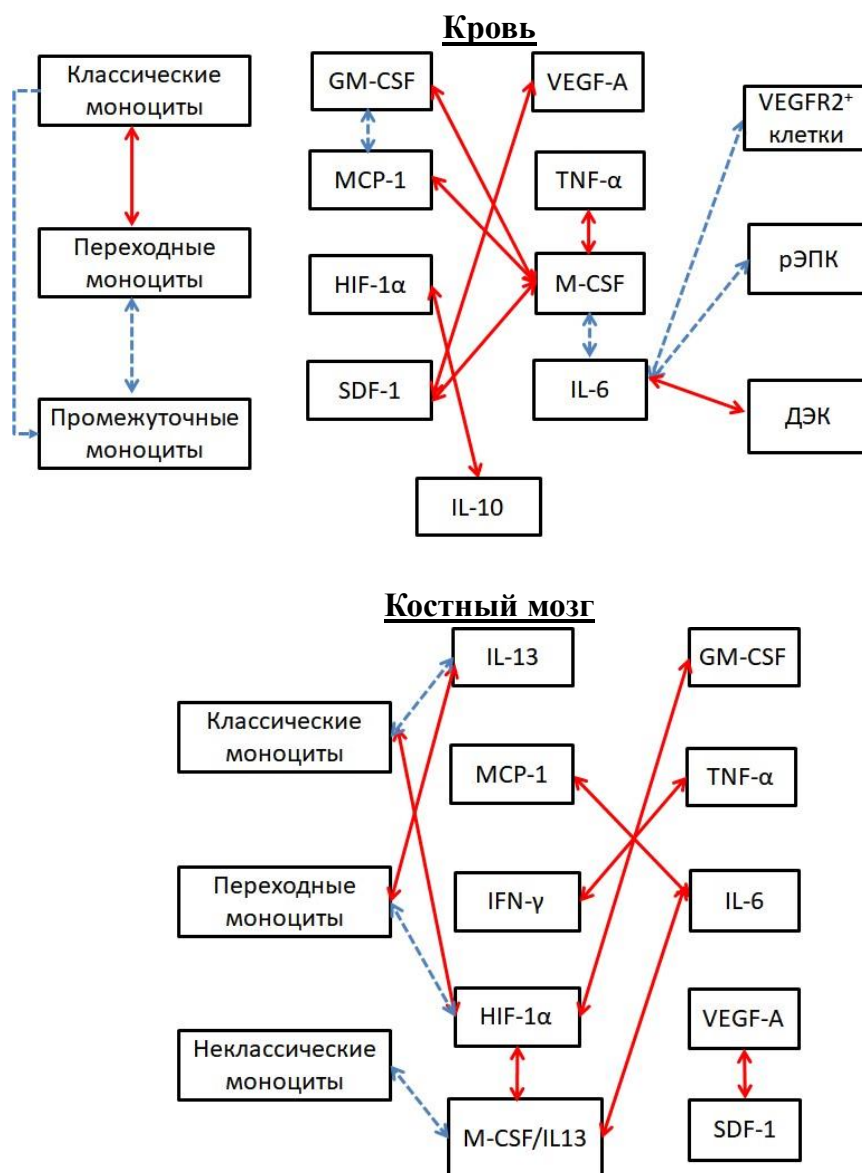 Кровь
Классические
моноциты
GM-CSF
VEGF-A
VEGFR2⁺
клетки
MCP-1
TNF-α
Переходные
моноциты
HIF-1α
M-CSF
рЭПК
SDF-1
IL-6
ДЭК
Промежуточные
моноциты
IL-10
Костный мозг
IL-13
GM-CSF
Классические
моноциты
MCP-1
TNF-α
Переходные
моноциты
IFN-γ
IL-6
HIF-1α
VEGF-A
Неклассические
моноциты
M-CSF/IL13
SDF-1